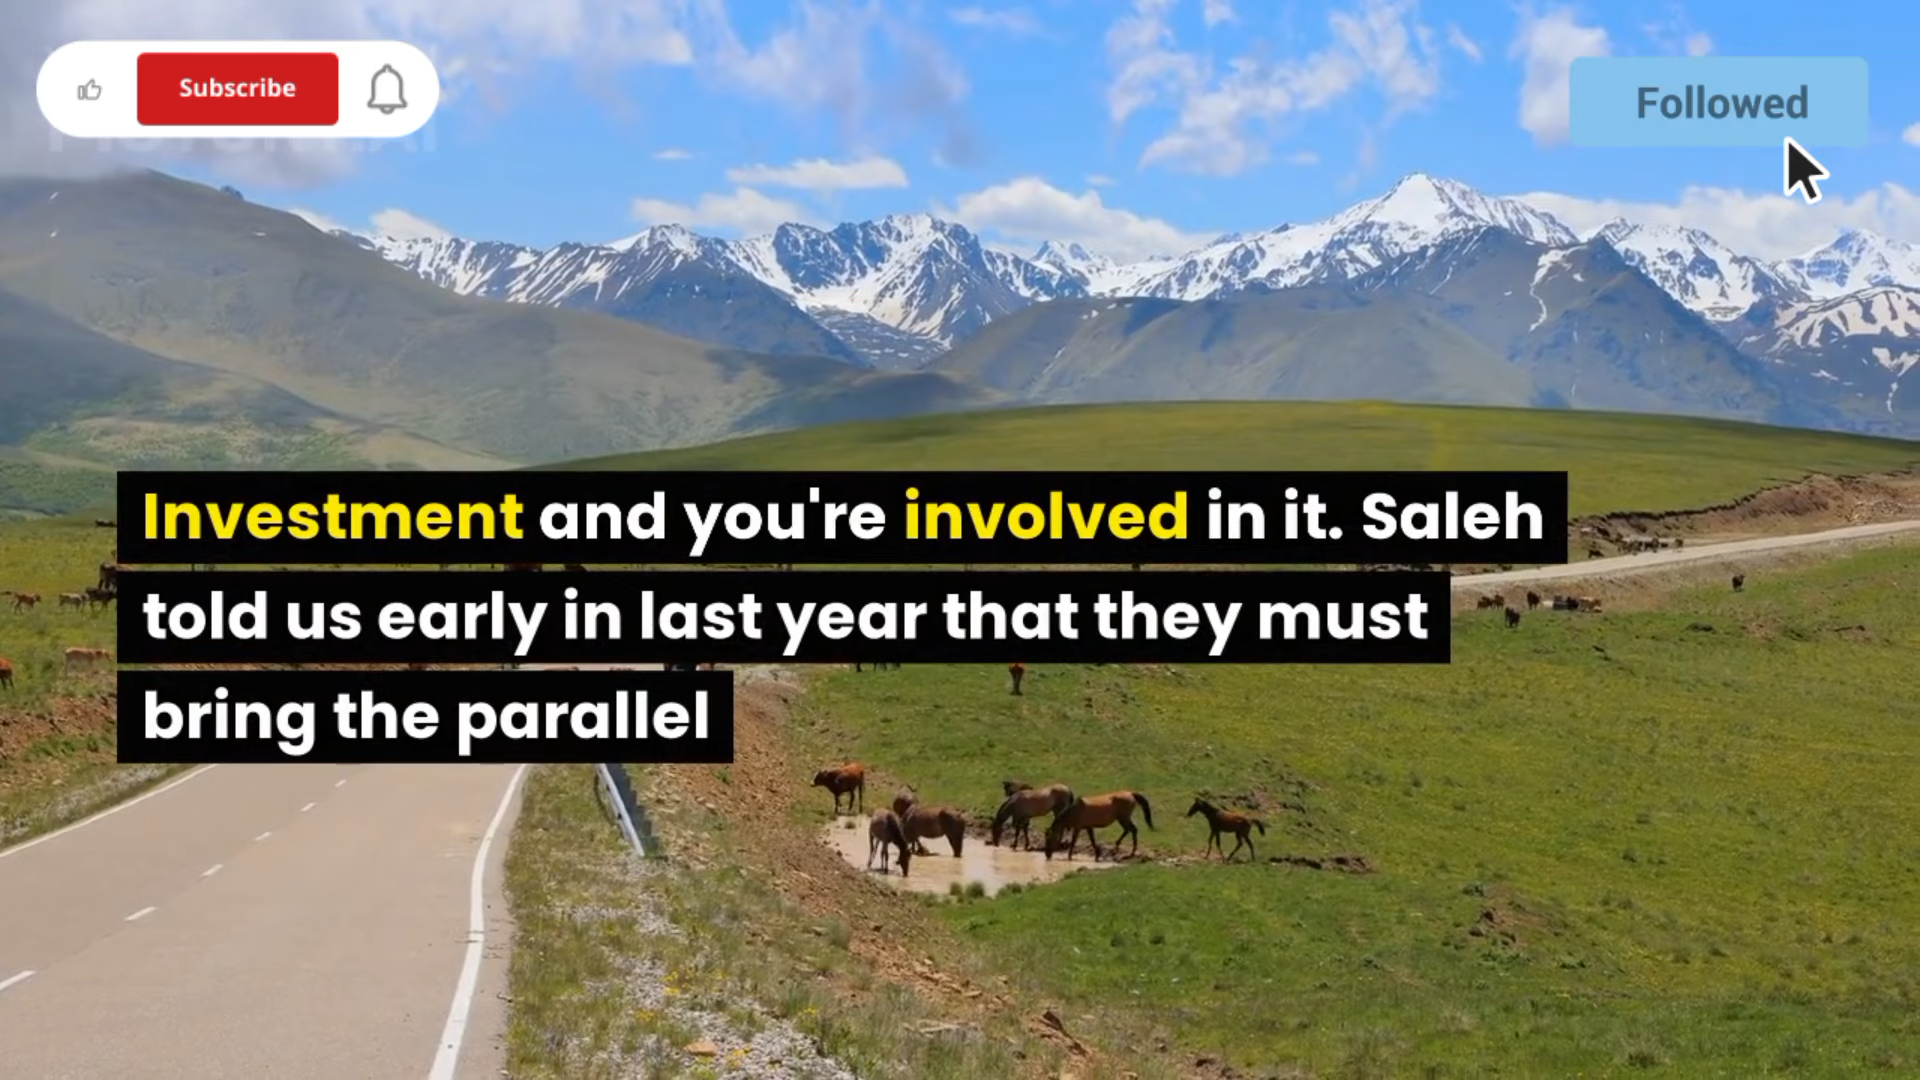 Subscribe
Followed
Investment and you're involved in it. Saleh
told us early in last year that they must
bring the parallel